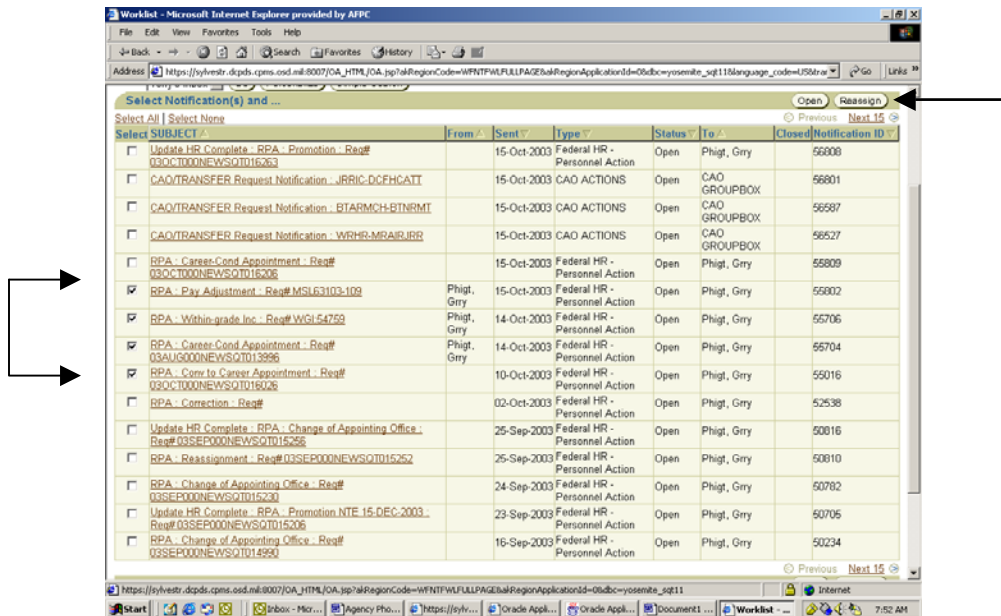 Worklist - Microsoft Internet Explorer provided by AFPC
File Edit View Favorites Tools Help
Back Search Favorites History
Address https://sylvestr.dcpds.cpms.osd.mil:8007/OA_HTML/OA.jsp?akRegionCode=WFNTFWLFULLPAGE&akRegionApplicationId=0&dbc=yosemite_sqt11&language_code=US&trar Go Links »
Select Notification(s) and ... Open Reassign
Select All | Select None Previous Next 15
Select SUBJECT From Sent Type Status To Closed Notification ID
Update HR Complete : RPA : Promotion : Req# 15-Oct-2003 Federal HR - Open Phigt, Grry 56808
03OCT000NEWSQT016263 Personnel Action
CAO/TRANSFER Request Notification : JRRIC-DCFHCATT 15-Oct-2003 CAO ACTIONS Open CAO 56801
GROUPBOX
CAO/TRANSFER Request Notification : BTARMCH-BTNRMT 15-Oct-2003 CAO ACTIONS Open CAO 56587
GROUPBOX
CAO/TRANSFER Request Notification : WRHR-MRAIRJRR 15-Oct-2003 CAO ACTIONS Open CAO 56527
GROUPBOX
RPA : Career-Cond Appointment : Req# 15-Oct-2003 Federal HR - Open Phigt, Grry 55809
03OCT000NEWSQT016206 Personnel Action
RPA : Pay Adjustment : Req# MSL63103-109 Phigt, 15-Oct-2003 Federal HR - Open Phigt, Grry 55802
Grry Personnel Action
RPA : Within-grade Inc : Req# WGI.54759 Phigt, 14-Oct-2003 Federal HR - Open Phigt, Grry 55706
Grry Personnel Action
RPA : Career-Cond Appointment : Req# Phigt, 14-Oct-2003 Federal HR - Open Phigt, Grry 55704
03AUG000NEWSQT013996 Grry Personnel Action
RPA : Conv to Career Appointment : Req# 10-Oct-2003 Federal HR - Open Phigt, Grry 55016
03OCT000NEWSQT016026 Personnel Action
RPA : Correction : Req# 02-Oct-2003 Federal HR - Open Phigt, Grry 52538
Personnel Action
Update HR Complete : RPA : Change of Appointing Office : 25-Sep-2003 Federal HR - Open Phigt, Grry 50816
Req# 03SEP000NEWSQT015256 Personnel Action
RPA : Reassignment : Req# 03SEP000NEWSQT015252 25-Sep-2003 Federal HR - Open Phigt, Grry 50810
Personnel Action
RPA : Change of Appointing Office : Req# 24-Sep-2003 Federal HR - Open Phigt, Grry 50782
03SEP000NEWSQT015230 Personnel Action
Update HR Complete : RPA : Promotion NTE 15-DEC-2003 : 23-Sep-2003 Federal HR - Open Phigt, Grry 50705
Req# 03SEP000NEWSQT015206 Personnel Action
RPA : Change of Appointing Office : Req# 16-Sep-2003 Federal HR - Open Phigt, Grry 50234
03SEP000NEWSQT014990 Personnel Action
Previous Next 15
https://sylvestr.dcpds.cpms.osd.mil:8007/OA_HTML/OA.jsp?akRegionCode=WFNTFWLFULLPAGE&akRegionApplicationId=0&dbc=yosemite_sqt11 Internet
Start Inbox - Micr... Agency Pho... https://sylv... Oracle Appli... Oracle Appli... Document1 ... Worklist - ... 7:52 AM